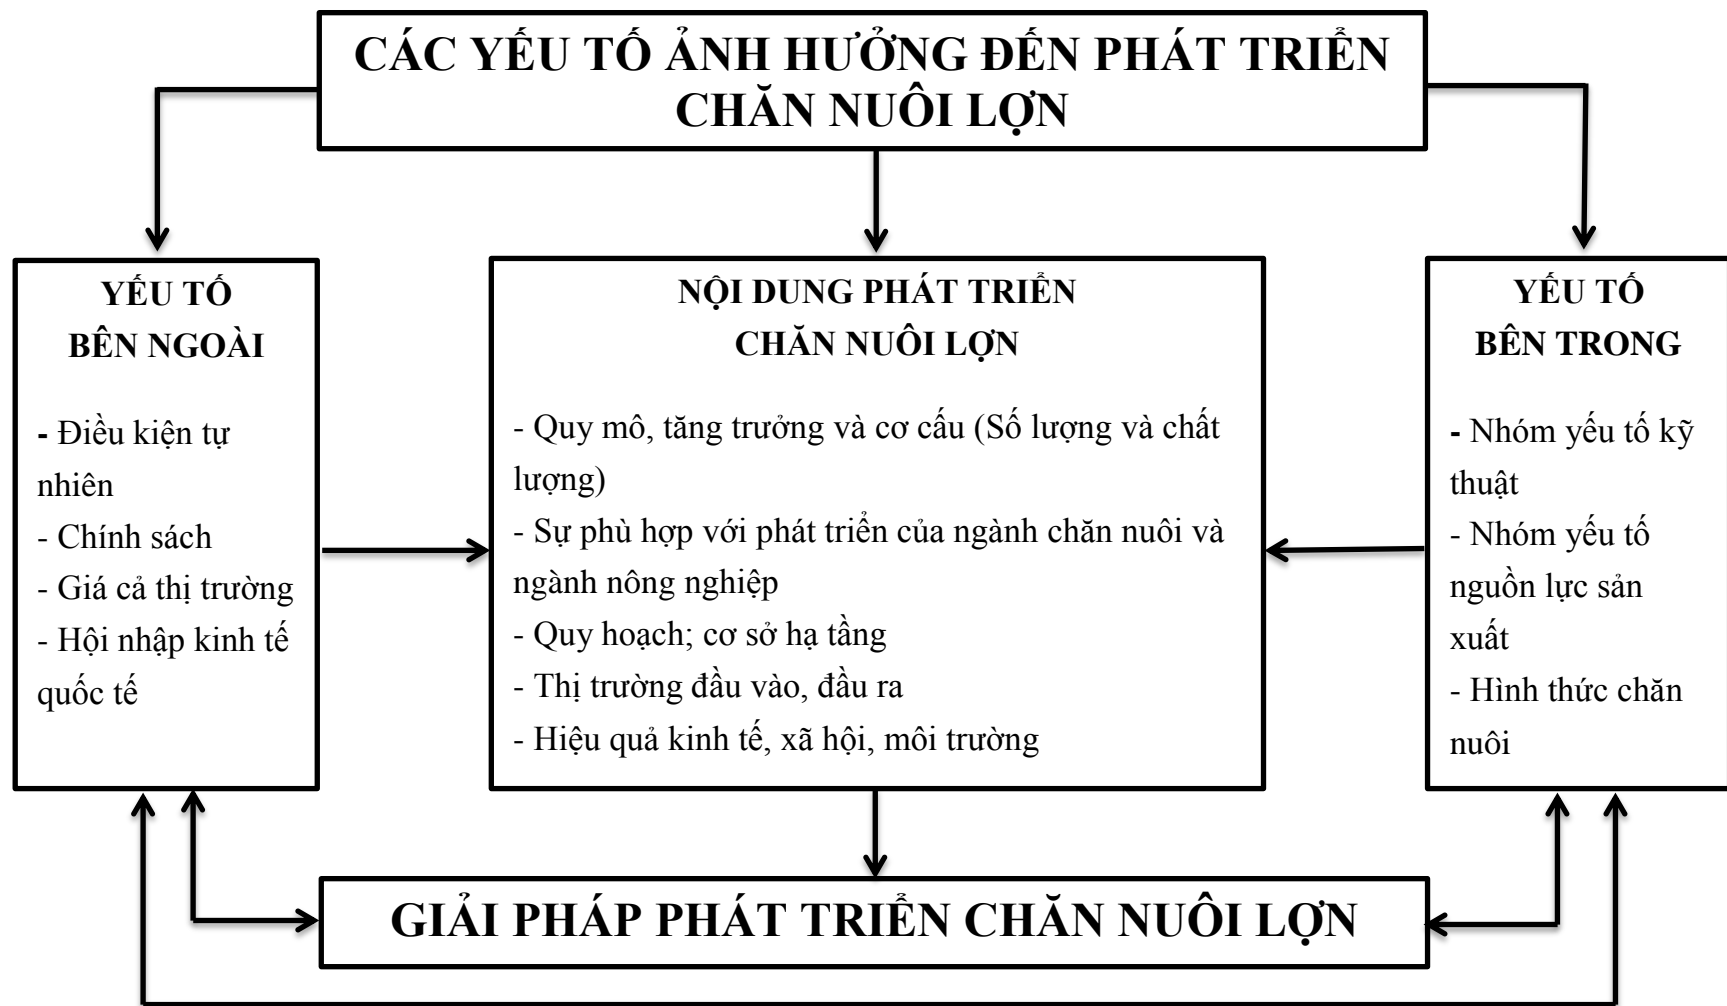 CÁC YẾU TỐ ẢNH HƯỞNG ĐẾN PHÁT TRIỂN
CHĂN NUÔI LỢN
YẾU TỐ
BÊN NGOÀI
- Điều kiện tự
nhiên
- Chính sách
- Giá cả thị trường
- Hội nhập kinh tế
quốc tế
NỘI DUNG PHÁT TRIỂN
CHĂN NUÔI LỢN
- Quy mô, tăng trưởng và cơ cấu (Số lượng và chất
lượng)
- Sự phù hợp với phát triển của ngành chăn nuôi và
ngành nông nghiệp
- Quy hoạch; cơ sở hạ tầng
- Thị trường đầu vào, đầu ra
- Hiệu quả kinh tế, xã hội, môi trường
YẾU TỐ
BÊN TRONG
- Nhóm yếu tố kỹ
thuật
- Nhóm yếu tố
nguồn lực sản
xuất
- Hình thức chăn
nuôi
GIẢI PHÁP PHÁT TRIỂN CHĂN NUÔI LỢN